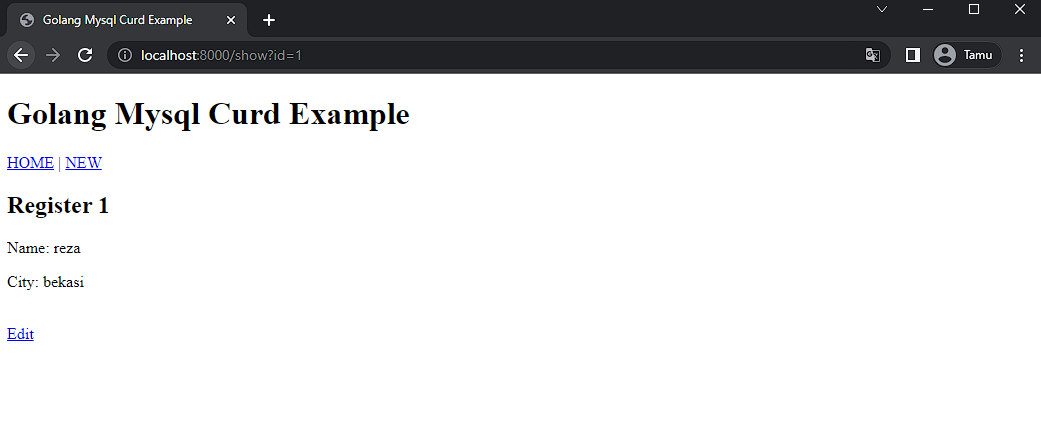 Golang Mysql Curd Example
localhost:8000/show?id=1
Tamu
Golang Mysql Curd Example
HOME | NEW
Register 1
Name: reza
City: bekasi
Edit